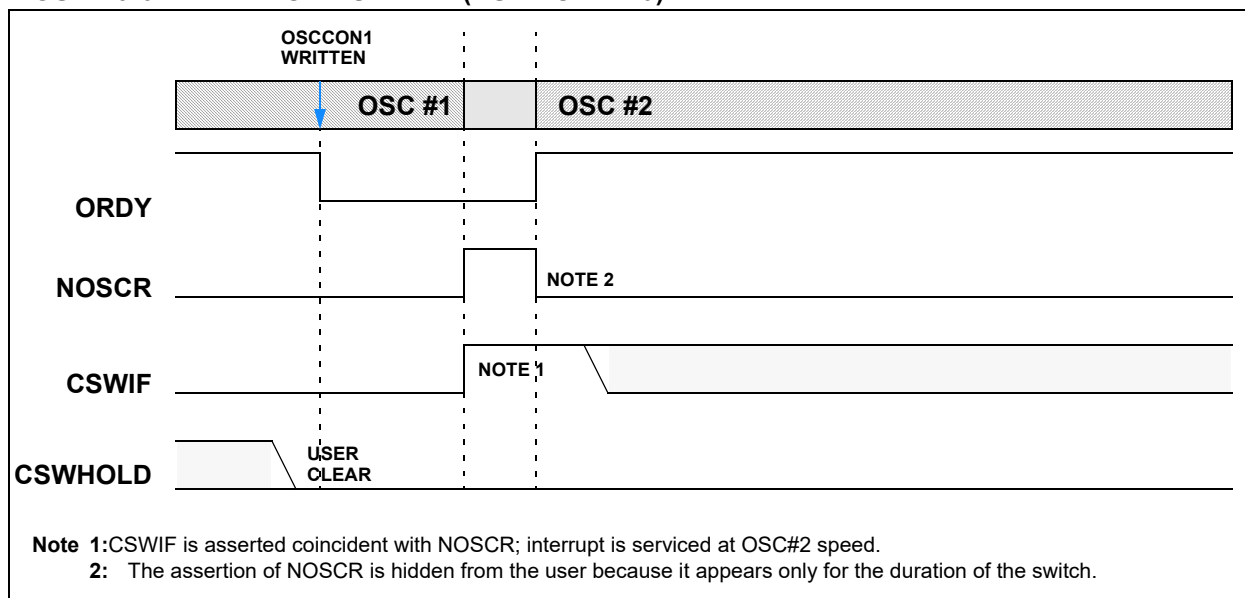 OSCCON1
WRITTEN
OSC #1
OSC #2
ORDY
NOSCR
NOTE 2
CSWIF
NOTE 1
CSWHOLD
USER
CLEAR
Note 1:CSWIF is asserted coincident with NOSCR; interrupt is serviced at OSC#2 speed.
2: The assertion of NOSCR is hidden from the user because it appears only for the duration of the switch.